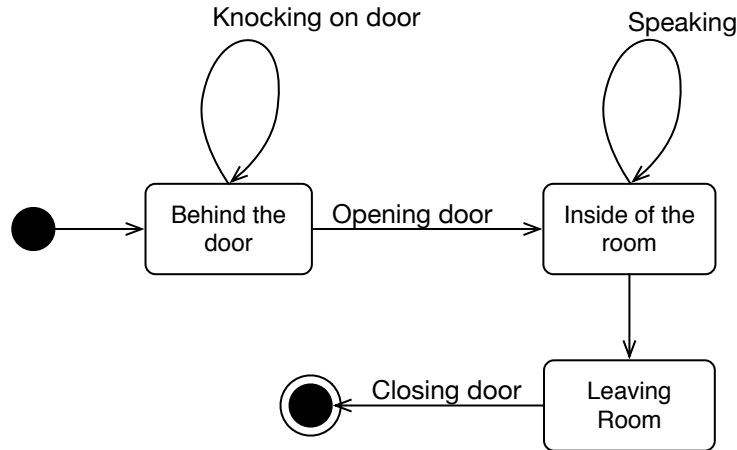 Knocking on door
Speaking
Behind the
door
Opening door
Inside of the
room
Closing door
Leaving
Room